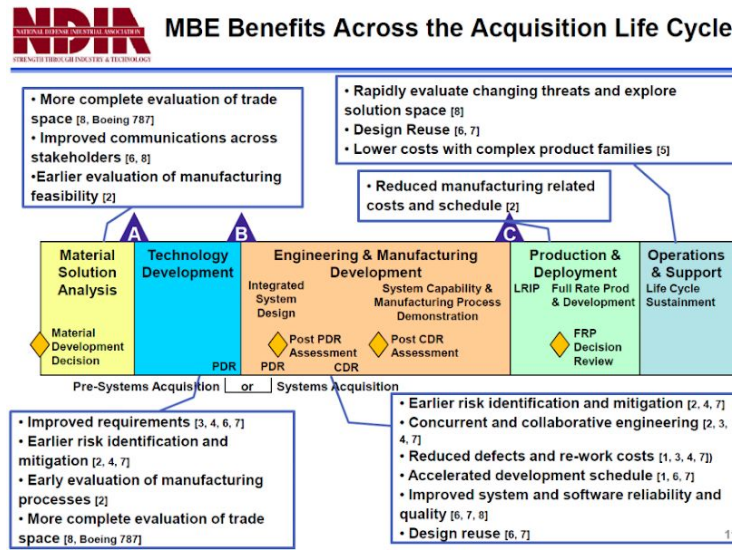 NDIA
NATIONAL DEFENSE INDUSTRIAL ASSOCIATION
STRENGTH THROUGH INDUSTRY & TECHNOLOGY
MBE Benefits Across the Acquisition Life Cycle
• More complete evaluation of trade
space [8, Boeing 787]
• Improved communications across
stakeholders [6, 8]
•Earlier evaluation of manufacturing
feasibility [2]
• Rapidly evaluate changing threats and explore
solution space [8]
• Design Reuse [6, 7]
• Lower costs with complex product families [5]
• Reduced manufacturing related
costs and schedule [2]
A
B
C
Material
Solution
Analysis
Material
Development
Decision
Technology
Development
PDR
Engineering & Manufacturing
Development
Integrated
System
Design
System Capability &
Manufacturing Process
Demonstration
Post PDR
Assessment
Post CDR
Assessment
PDR
CDR
Production &
Deployment
LRIP
Full Rate Prod
& Development
FRP
Decision
Review
Operations
& Support
Life Cycle
Sustainment
Pre-Systems Acquisition or Systems Acquisition
• Improved requirements [3, 4, 6, 7]
• Earlier risk identification and
mitigation [2, 4, 7]
• Early evaluation of manufacturing
processes [2]
• More complete evaluation of trade
space [8, Boeing 787]
• Earlier risk identification and mitigation [2, 4, 7]
• Concurrent and collaborative engineering [2, 3,
4, 7]
• Reduced defects and re-work costs [1, 3, 4, 7])
• Accelerated development schedule [1, 6, 7]
• Improved system and software reliability and
quality [6, 7, 8]
• Design reuse [6, 7]